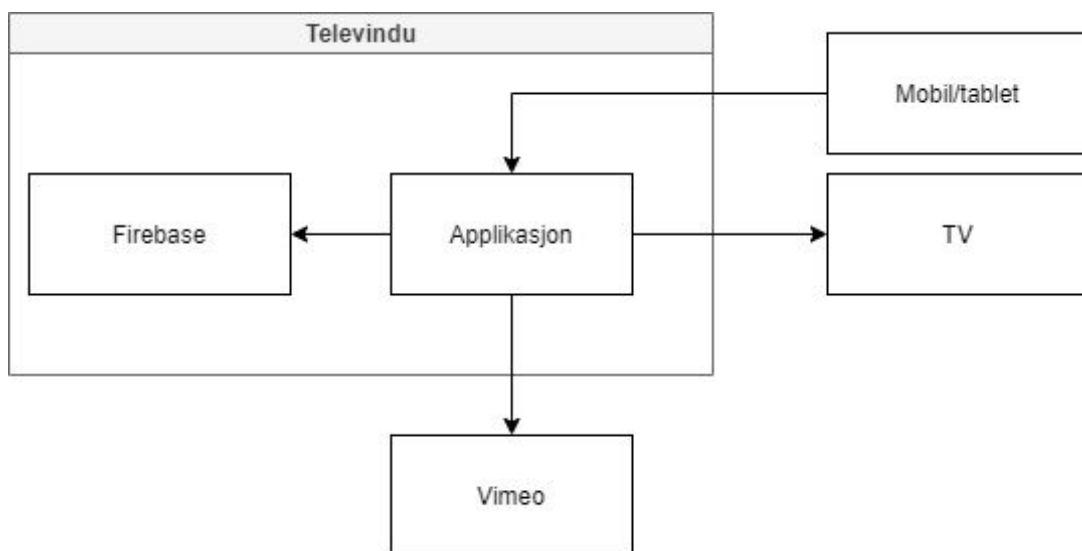 Televindu
Mobil/tablet
Firebase
Applikasjon
TV
Vimeo